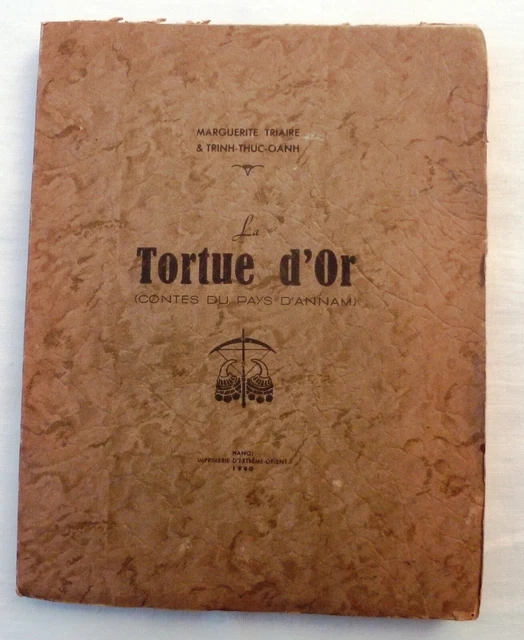 MARGUERITE TRIAIRE
& TRINH-THUC-OANH
La
Tortue d'Or
(CONTES DU PAYS D'ANNAM)
HANOI
IMPRIMERIE D'EXTRÊME-ORIENT
1940